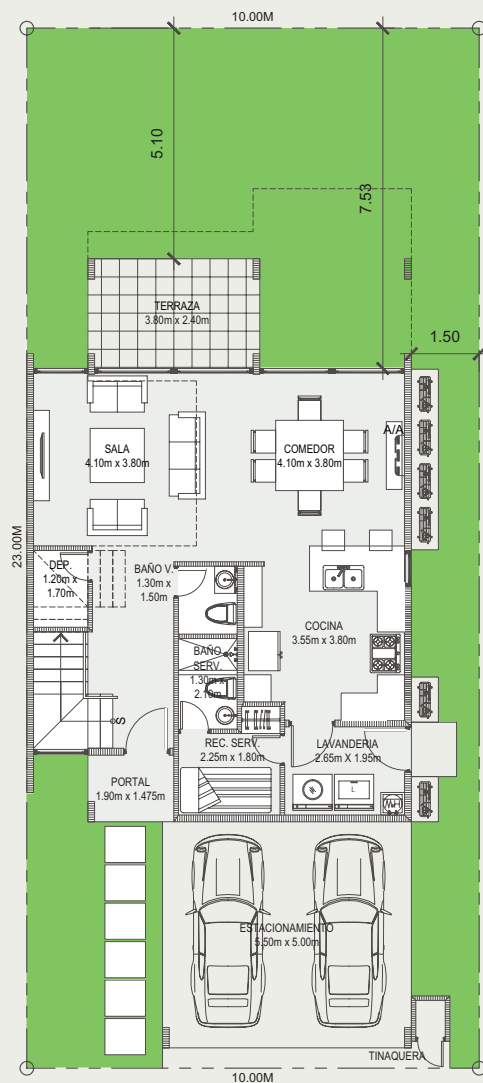 10.00M
5.10
7.53
TERRAZA
3.80m x 2.40m
1.50
A/A
SALA
4.10m x 3.80m
COMEDOR
4.10m x 3.80m
23.00M
DEP.
1.20m x
1.70m
BAÑO V.
1.30m x
1.50m
COCINA
3.55m x 3.80m
BAÑO
SERV.
1.30m x
2.10m
S
REC. SERV.
2.25m x 1.80m
LAVANDERIA
2.65m X 1.95m
PORTAL
1.90m x 1.475m
L
WH
ESTACIONAMIENTO
5.50m x 5.00m
TINAQUERA
10.00M